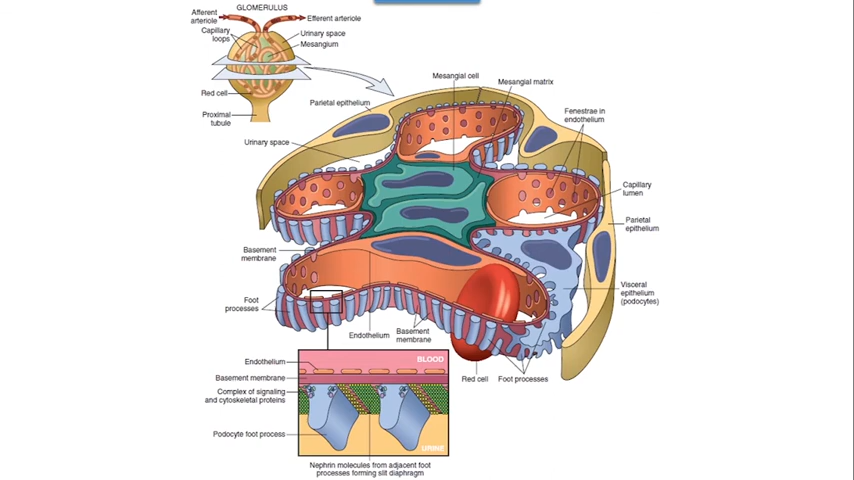 GLOMERULUS
Afferent
arteriole
Efferent arteriole
Capillary
loops
Urinary space
Mesangium
Red cell
Proximal
tubule
Mesangial cell
Mesangial matrix
Parietal epithelium
Fenestrae in
endothelium
Urinary space
Capillary
lumen
Parietal
epithelium
Basement
membrane
Visceral
epithelium
(podocytes)
Foot
processes
Endothelium
Basement
membrane
Red cell
Foot processes
BLOOD
Endothelium
Basement membrane
Complex of signaling
and cytoskeletal proteins
Podocyte foot process
URINE
Nephrin molecules from adjacent foot
processes forming slit diaphragm